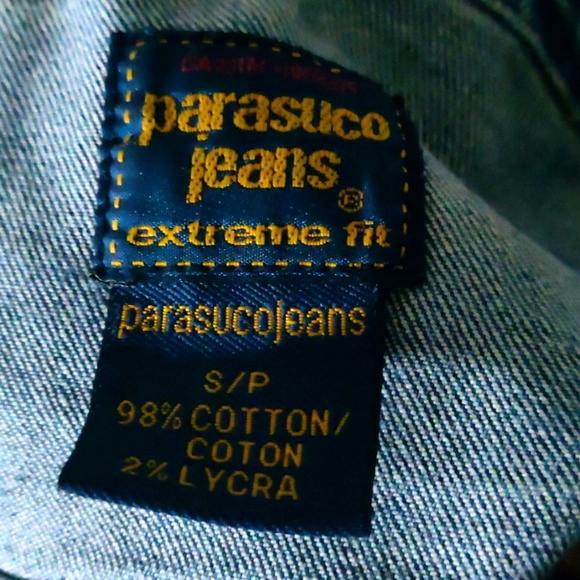 parasuco
jeans®
extreme fit
parasucojeans
S/P
98% COTTON/
COTON
2% LYCRA